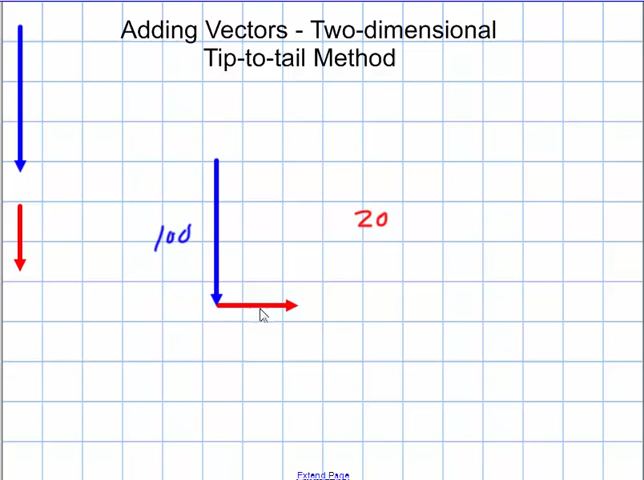 Adding Vectors - Two-dimensional
Tip-to-tail Method
100
20
Extend Page